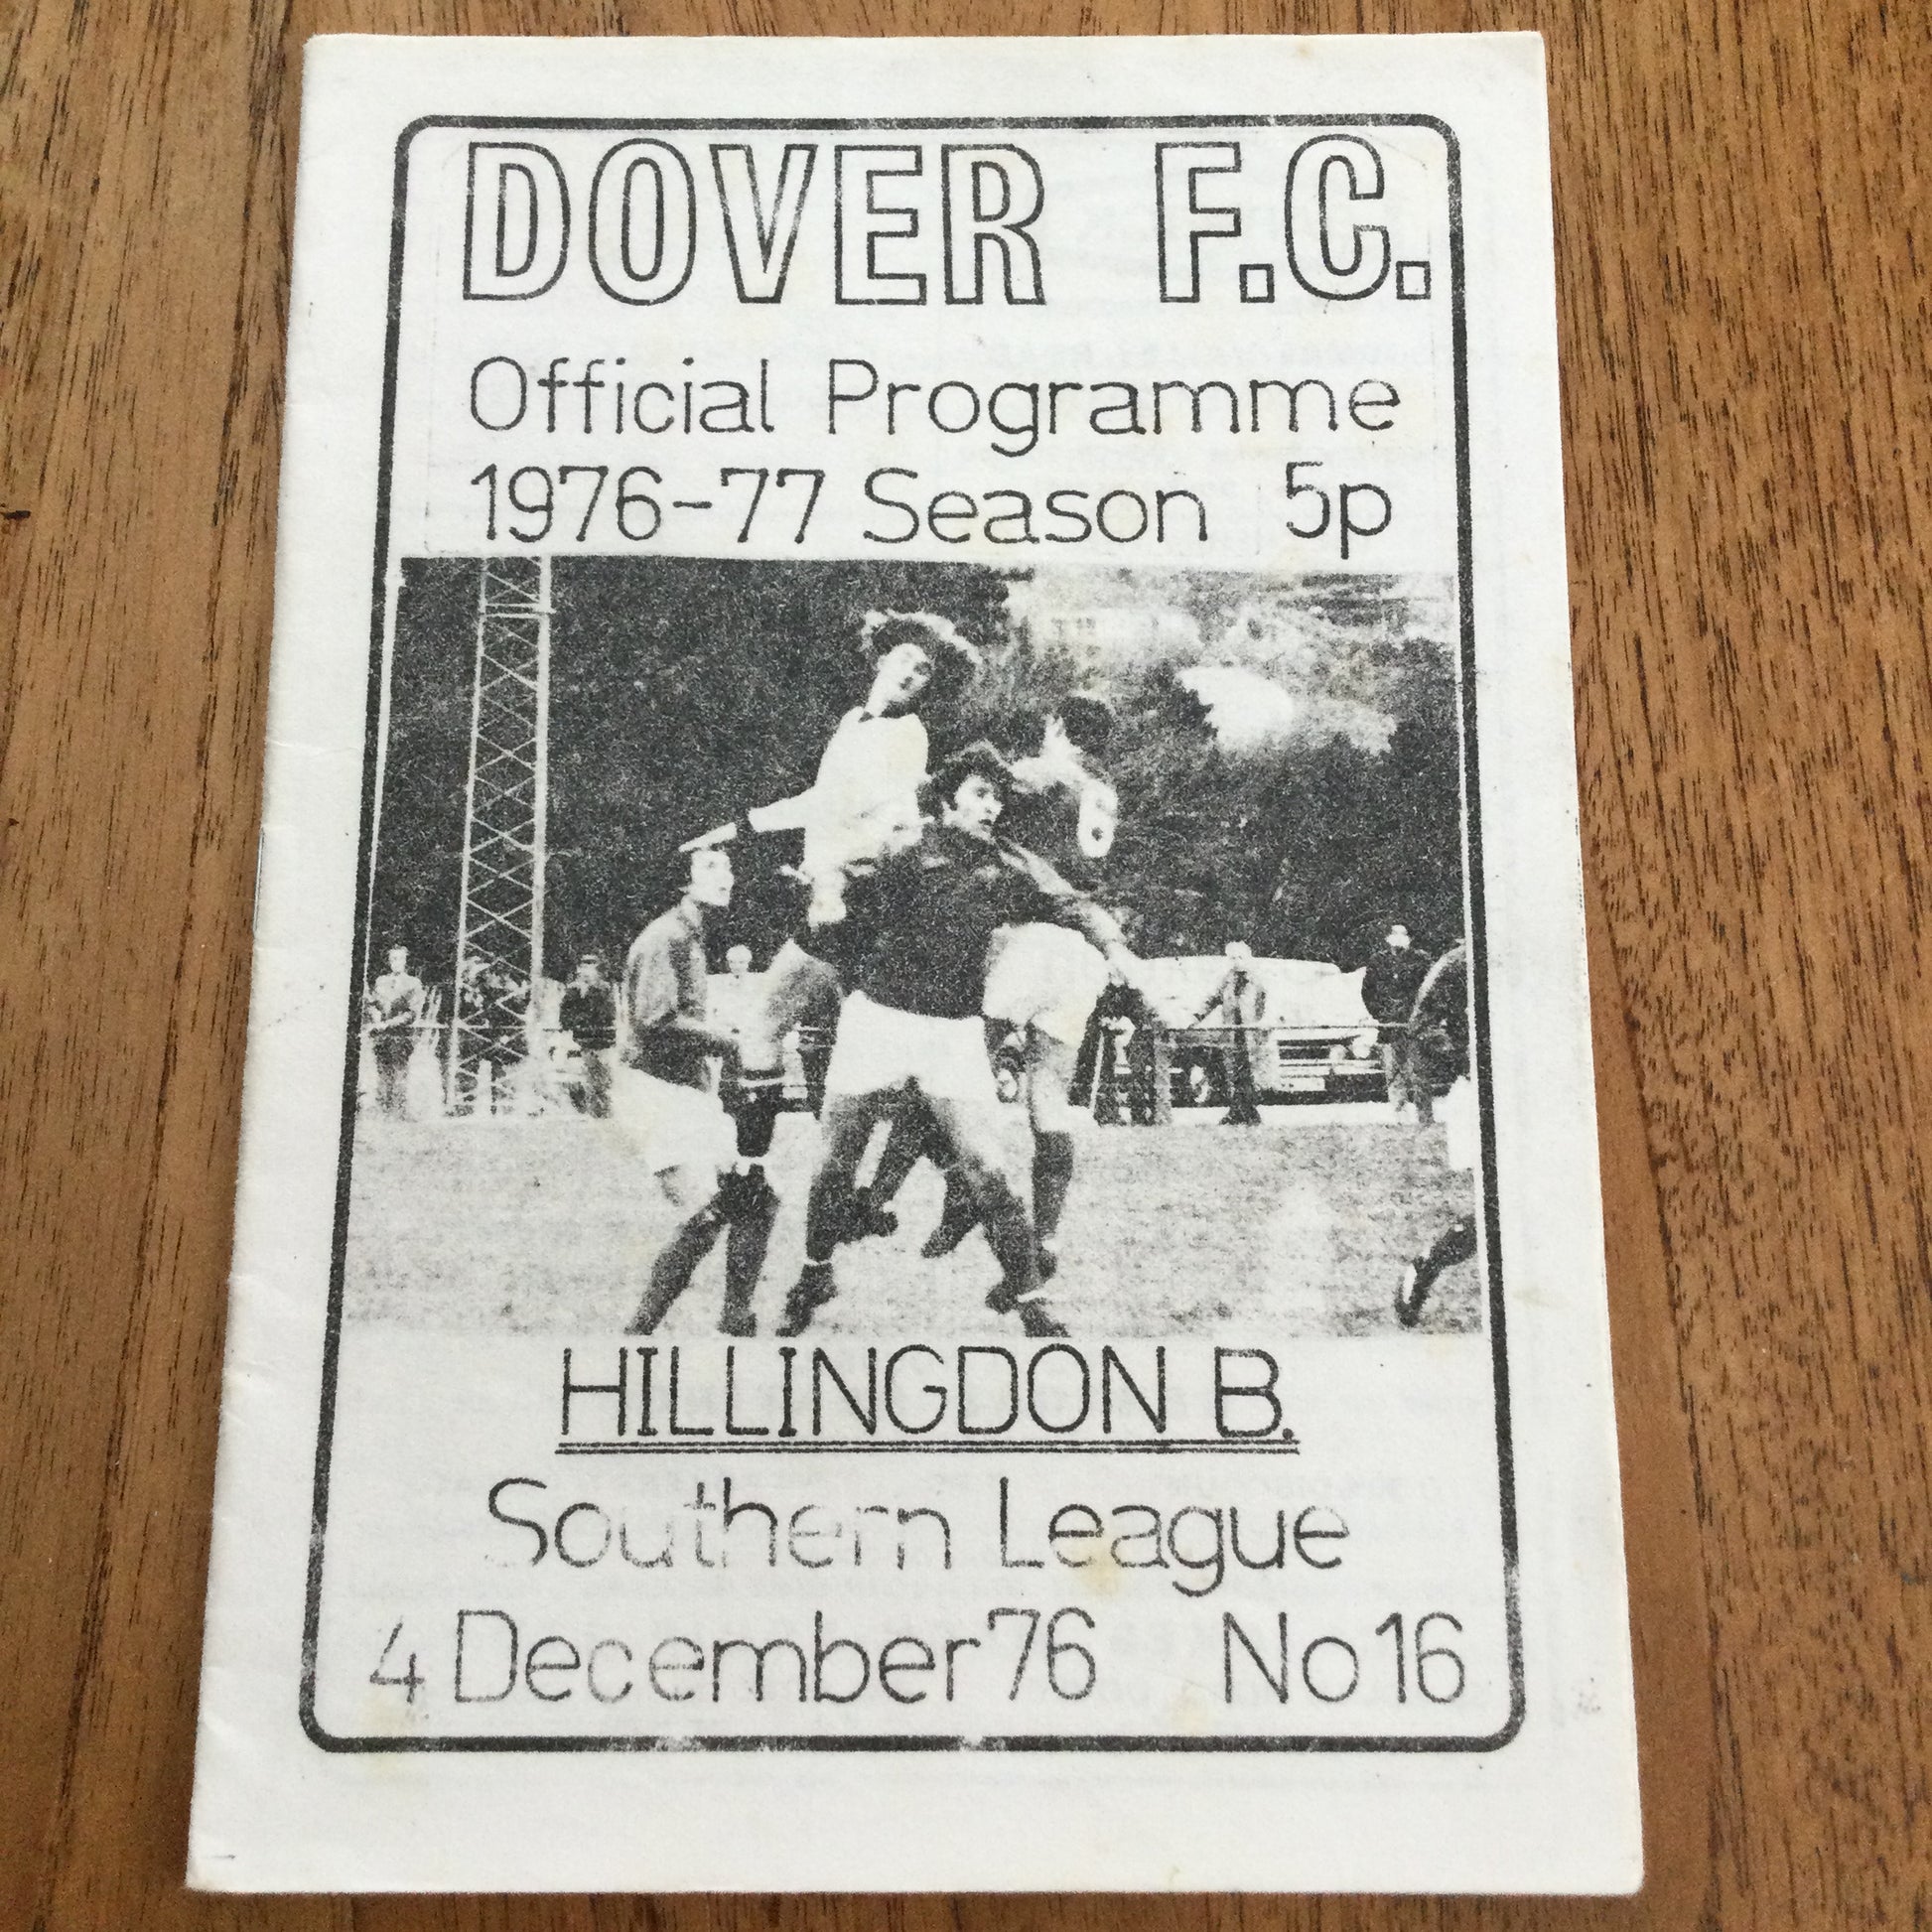 DOVER F.C.
Official Programme
1976-77 Season 5p
HILLINGDON B.
Southern League
4 December '76 No 16